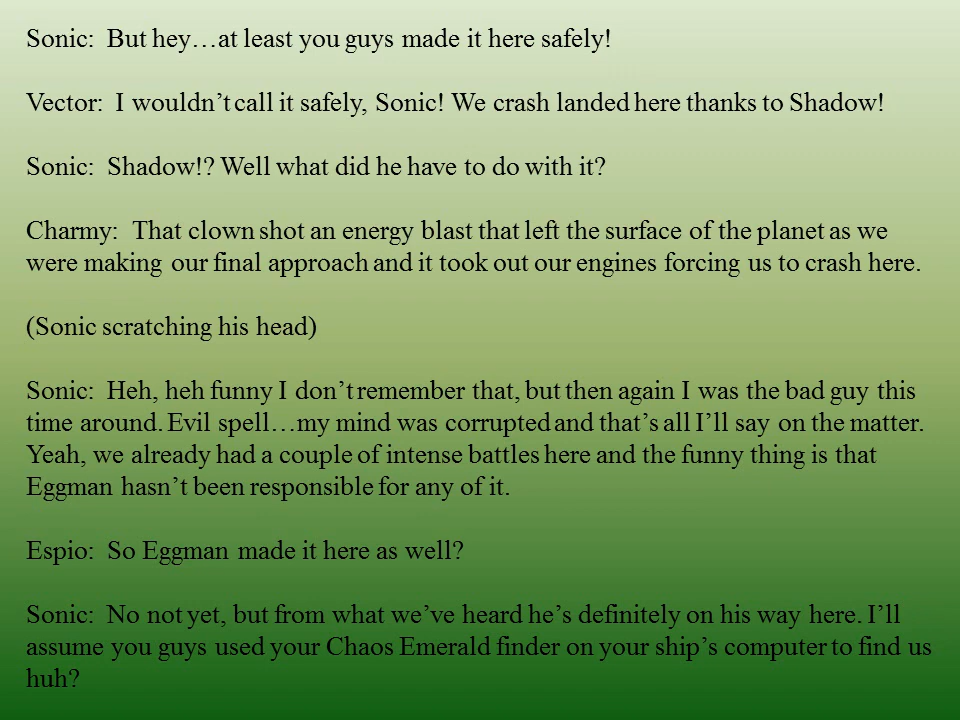 Sonic:  But hey…at least you guys made it here safely!
Vector:  I wouldn’t call it safely, Sonic! We crash landed here thanks to Shadow!
Sonic:  Shadow!? Well what did he have to do with it?
Charmy:  That clown shot an energy blast that left the surface of the planet as we
were making our final approach and it took out our engines forcing us to crash here.
(Sonic scratching his head)
Sonic:  Heh, heh funny I don’t remember that, but then again I was the bad guy this
time around. Evil spell…my mind was corrupted and that’s all I’ll say on the matter.
Yeah, we already had a couple of intense battles here and the funny thing is that
Eggman hasn’t been responsible for any of it.
Espio:  So Eggman made it here as well?
Sonic:  No not yet, but from what we’ve heard he’s definitely on his way here. I’ll
assume you guys used your Chaos Emerald finder on your ship’s computer to find us
huh?